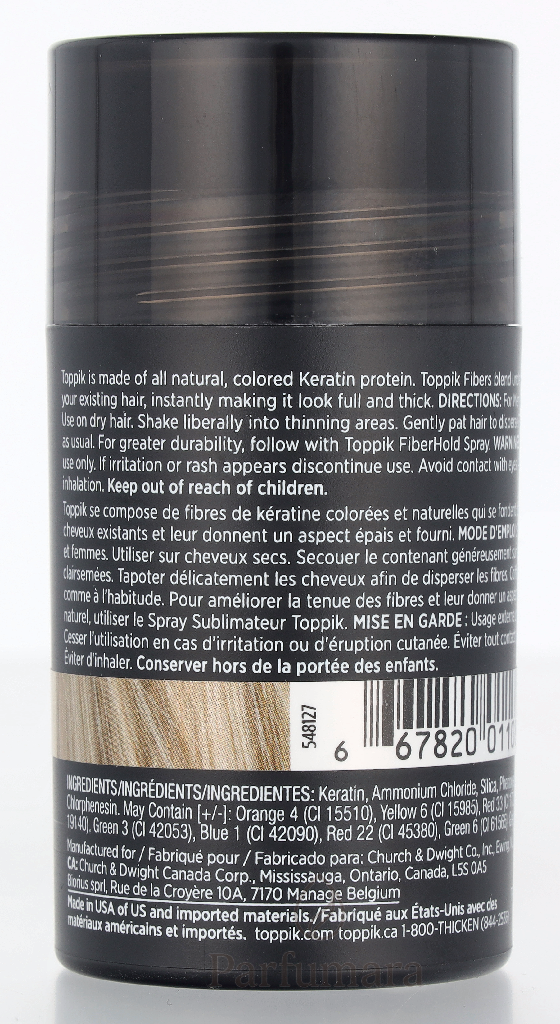 Toppik is made of all natural, colored Keratin protein. Toppik Fibers blend
your existing hair, instantly making it look full and thick. DIRECTIONS: For
Use on dry hair. Shake liberally into thinning areas. Gently pat hair to
as usual. For greater durability, follow with Toppik FiberHold Spray.
use only. If irritation or rash appears discontinue use. Avoid contact with eyes
inhalation. Keep out of reach of children.
Toppik se compose de fibres de kératine colorées et naturelles qui se
cheveux existants et leur donnent un aspect épais et fourni. MODE D'EMPLOI
et femmes. Utiliser sur cheveux secs. Secouer le contenant généreusement
clairsemées. Tapoter délicatement les cheveux afin de disperser les fibres.
comme à l'habitude. Pour améliorer la tenue des fibres et leur donner un
naturel, utiliser le Spray Sublimateur Toppik. MISE EN GARDE : Usage
Cesser l'utilisation en cas d'irritation ou d'éruption cutanée. Éviter tout
Éviter d'inhaler. Conserver hors de la portée des enfants.
548127
6 67820 011
INGREDIENTS/INGRÉDIENTS/INGREDIENTES: Keratin, Ammonium Chloride, Silica,
Chlorphenesin. May Contain [+/-]: Orange 4 (CI 15510), Yellow 6 (CI 15985), Red 33 (CI
19140), Green 3 (CI 42053), Blue 1 (CI 42090), Red 22 (CI 45380), Green 6 (CI
Manufactured for / Fabriqué pour / Fabricado para: Church & Dwight Co., Inc.,
CA: Church & Dwight Canada Corp., Mississauga, Ontario, Canada, L5S 0A5
sprl, Rue de la Croyère 10A, 7170 Manage Belgium
Made in USA of US and imported materials./Fabriqué aux États-Unis avec des
matériaux américains et importés. toppik.com toppik.ca 1-800-THICKEN
Parfumara